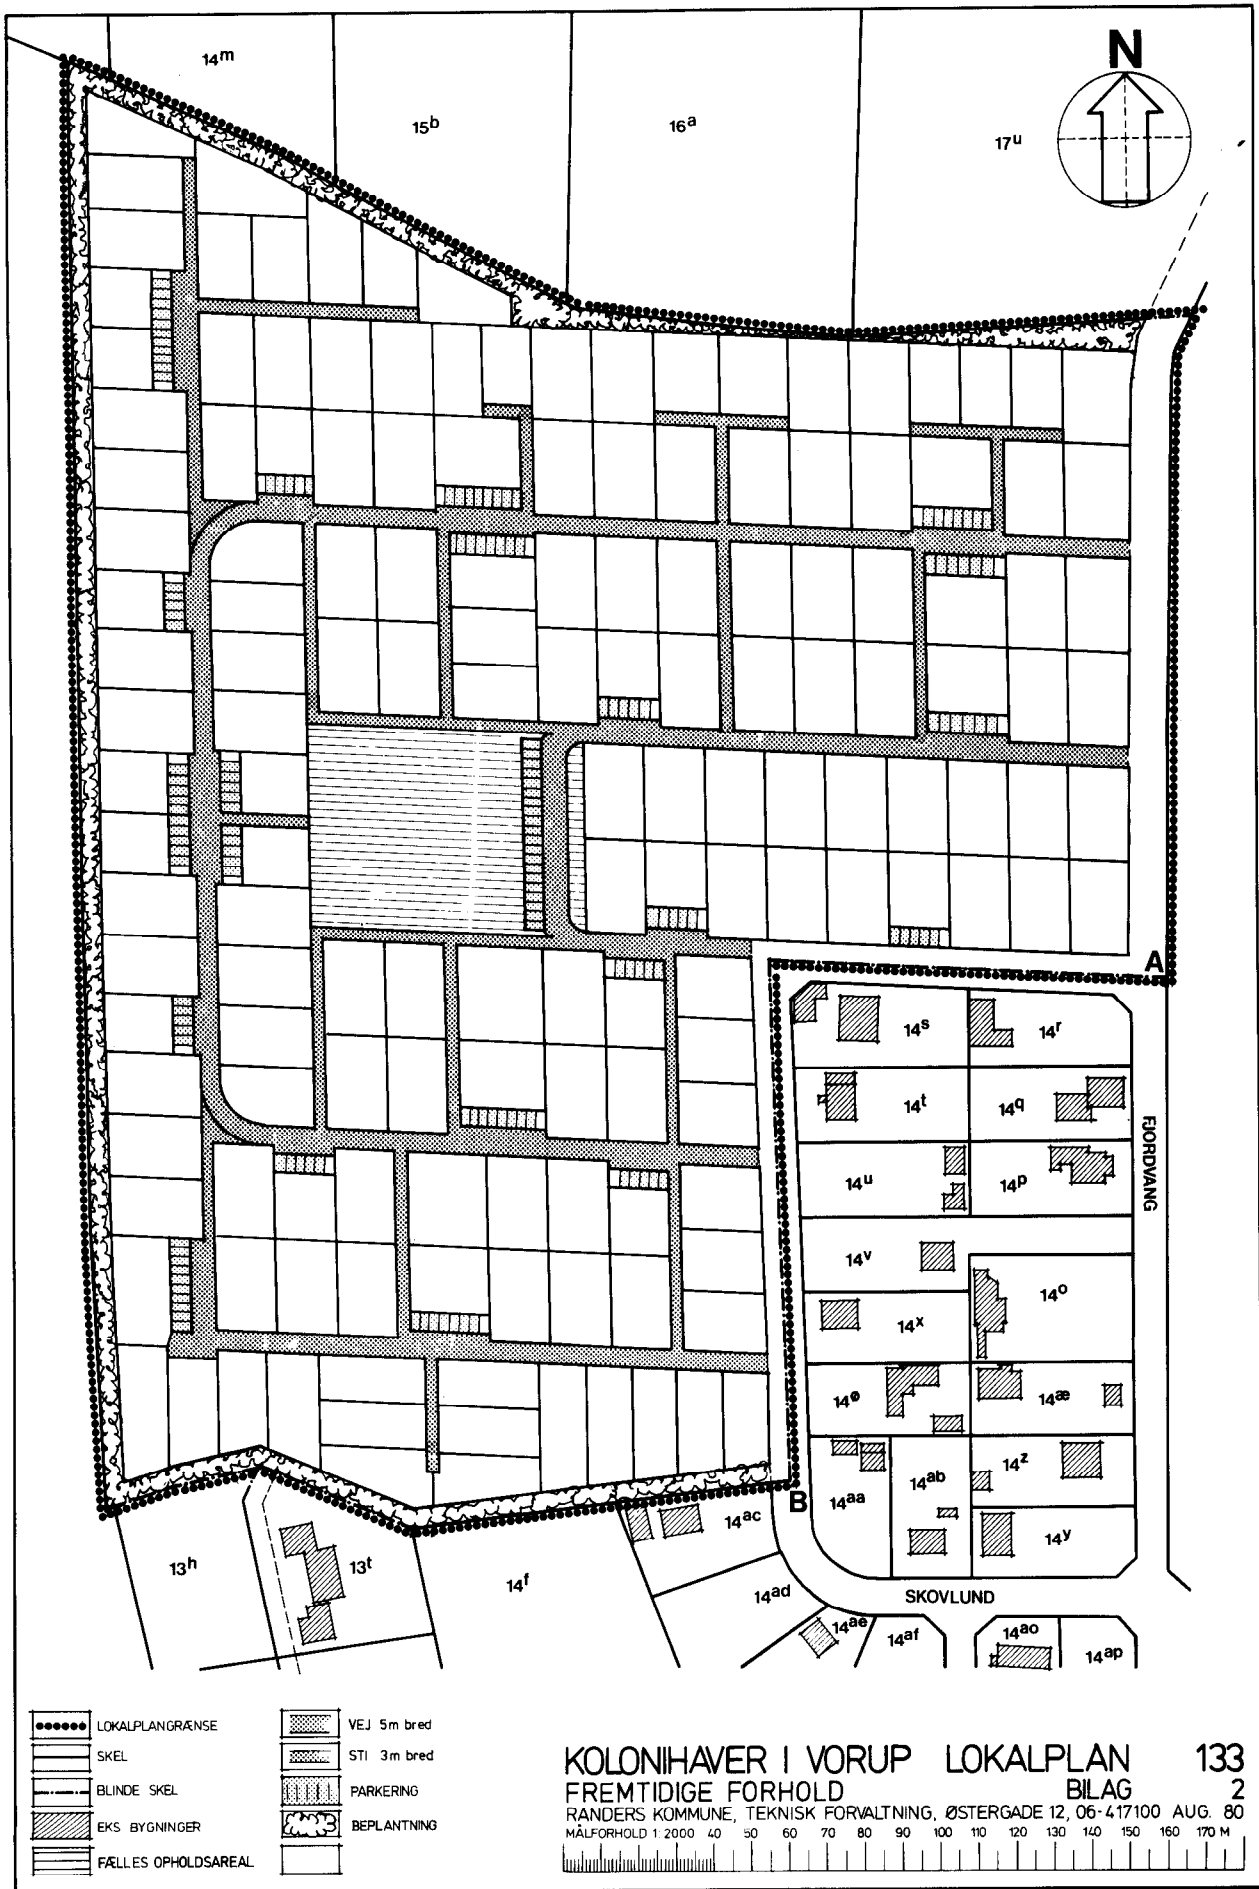 14m
15b
16a
17u
N
A
14s
14r
14t
14q
14u
14p
FJORDVANG
14v
14o
14x
14ø
14æ
14z
14ab
14aa
B
14ac
14y
13h
13t
14f
14ad
SKOVLUND
14ae
14af
14ao
14ap
LOKALPLANGRÆNSE
SKEL
BLINDE SKEL
EKS BYGNINGER
FÆLLES OPHOLDSAREAL
VEJ 5m bred
STI 3m bred
PARKERING
BEPLANTNING
KOLONIHAVER I VORUP LOKALPLAN 133
FREMTIDIGE FORHOLD BILAG 2
RANDERS KOMMUNE, TEKNISK FORVALTNING, ØSTERGADE 12, 06-417100 AUG. 80
MÅLFORHOLD 1:2000 40 50 60 70 80 90 100 110 120 130 140 150 160 170 M